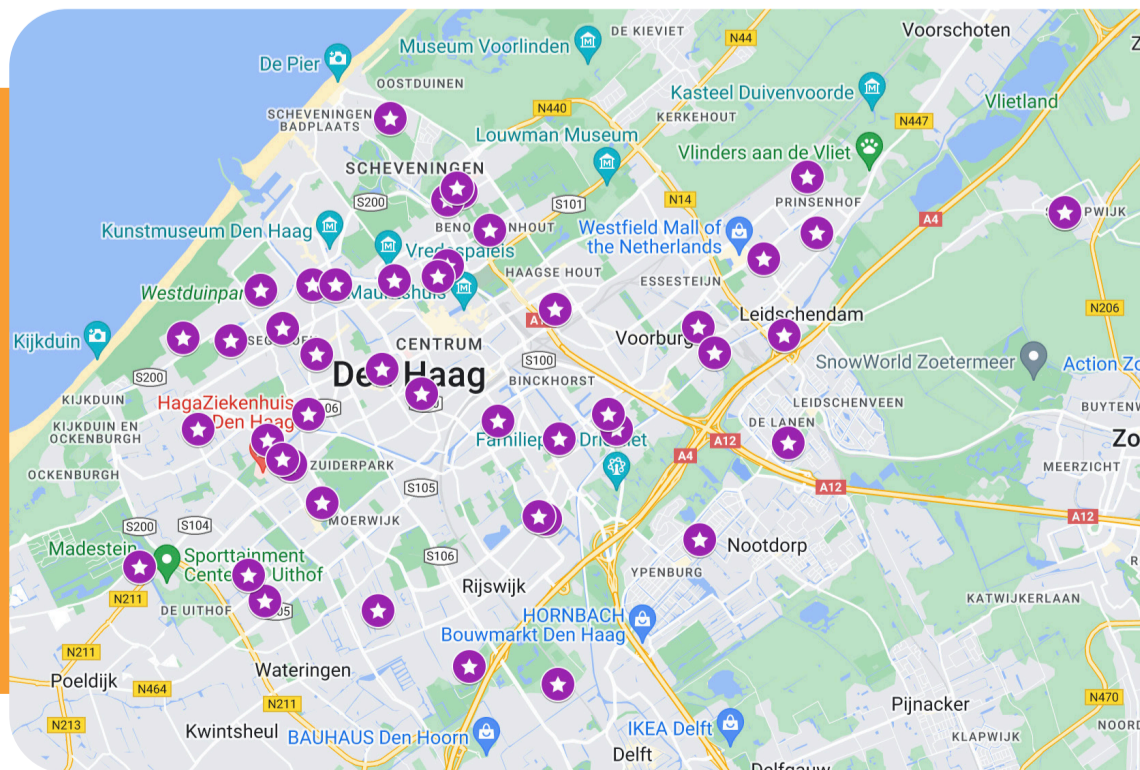 Voorschoten
DE KIEVIET
N44
Museum Voorlinden
De Pier
OOSTDUINEN
Kasteel Duivenvoorde
Vlietland
N440
SCHEVENINGEN
BADPLAATS
KERKEHOUT
N447
Louwman Museum
Vlinders aan de Vliet
SCHEVENINGEN
N14
S200
S101
PRINSENHOF
A4
Kunstmuseum Den Haag
Westfield Mall of
the Netherlands
Vredespaleis
HAAGSE HOUT
ESSESTEIJN
N206
Leidschendam
Voorburg
Kijkduin
CENTRUM
S100
SnowWorld Zoetermeer
Den Haag
BINCKHORST
S200
KIJKDUIN
HagaZiekenhuis
Den Haag
LEIDSCHENVEEN
KIJKDUIN EN
OCKENBURGH
DE LANEN
A12
A4
MEERZICHT
OCKENBURGH
ZUIDERPARK
S105
A12
A12
S200
S104
MOERWIJK
Madestein
S106
Nootdorp
Sporttainment
YPENBURG
Rijswijk
N211
DE UITHOF
KATWIJKERLAAN
HORNBACH
Bouwmarkt Den Haag
N211
Wateringen
Poeldijk
N464
N211
N470
Pijnacker
N213
Kwintsheul
BAUHAUS Den Hoorn
IKEA Delft
KLAPWIJK
Delft